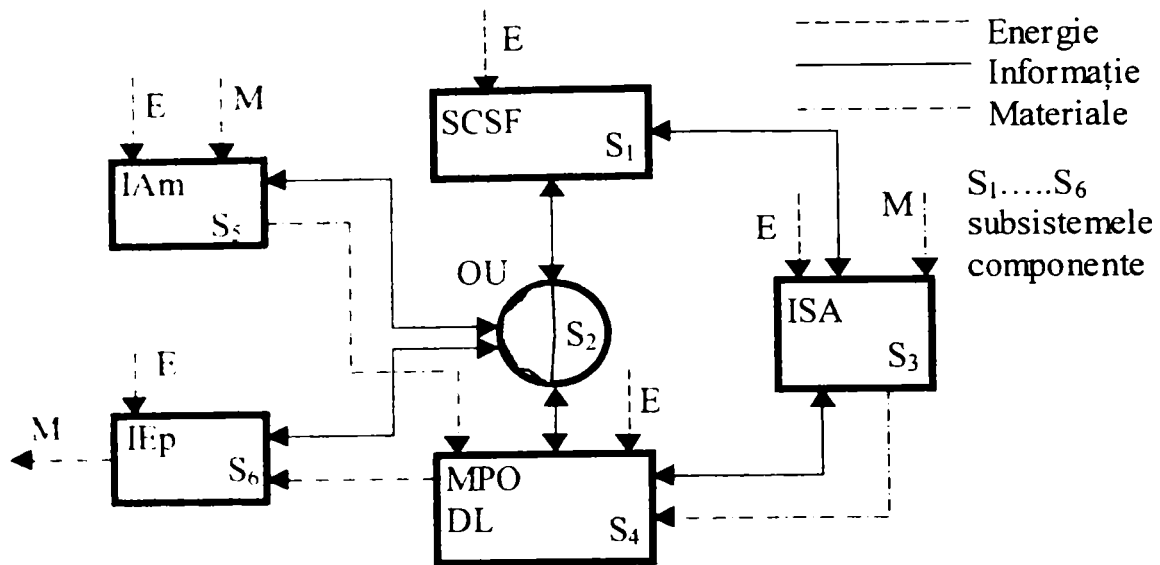 E
Energie
Informație
Materiale
E
M
SCSF
S₁
IAm
S₅
S₁.....S₆
subsistemele
componente
E
M
OU
S₂
ISA
S₃
E
E
M
IEp
S₆
MPO
DL
S₄